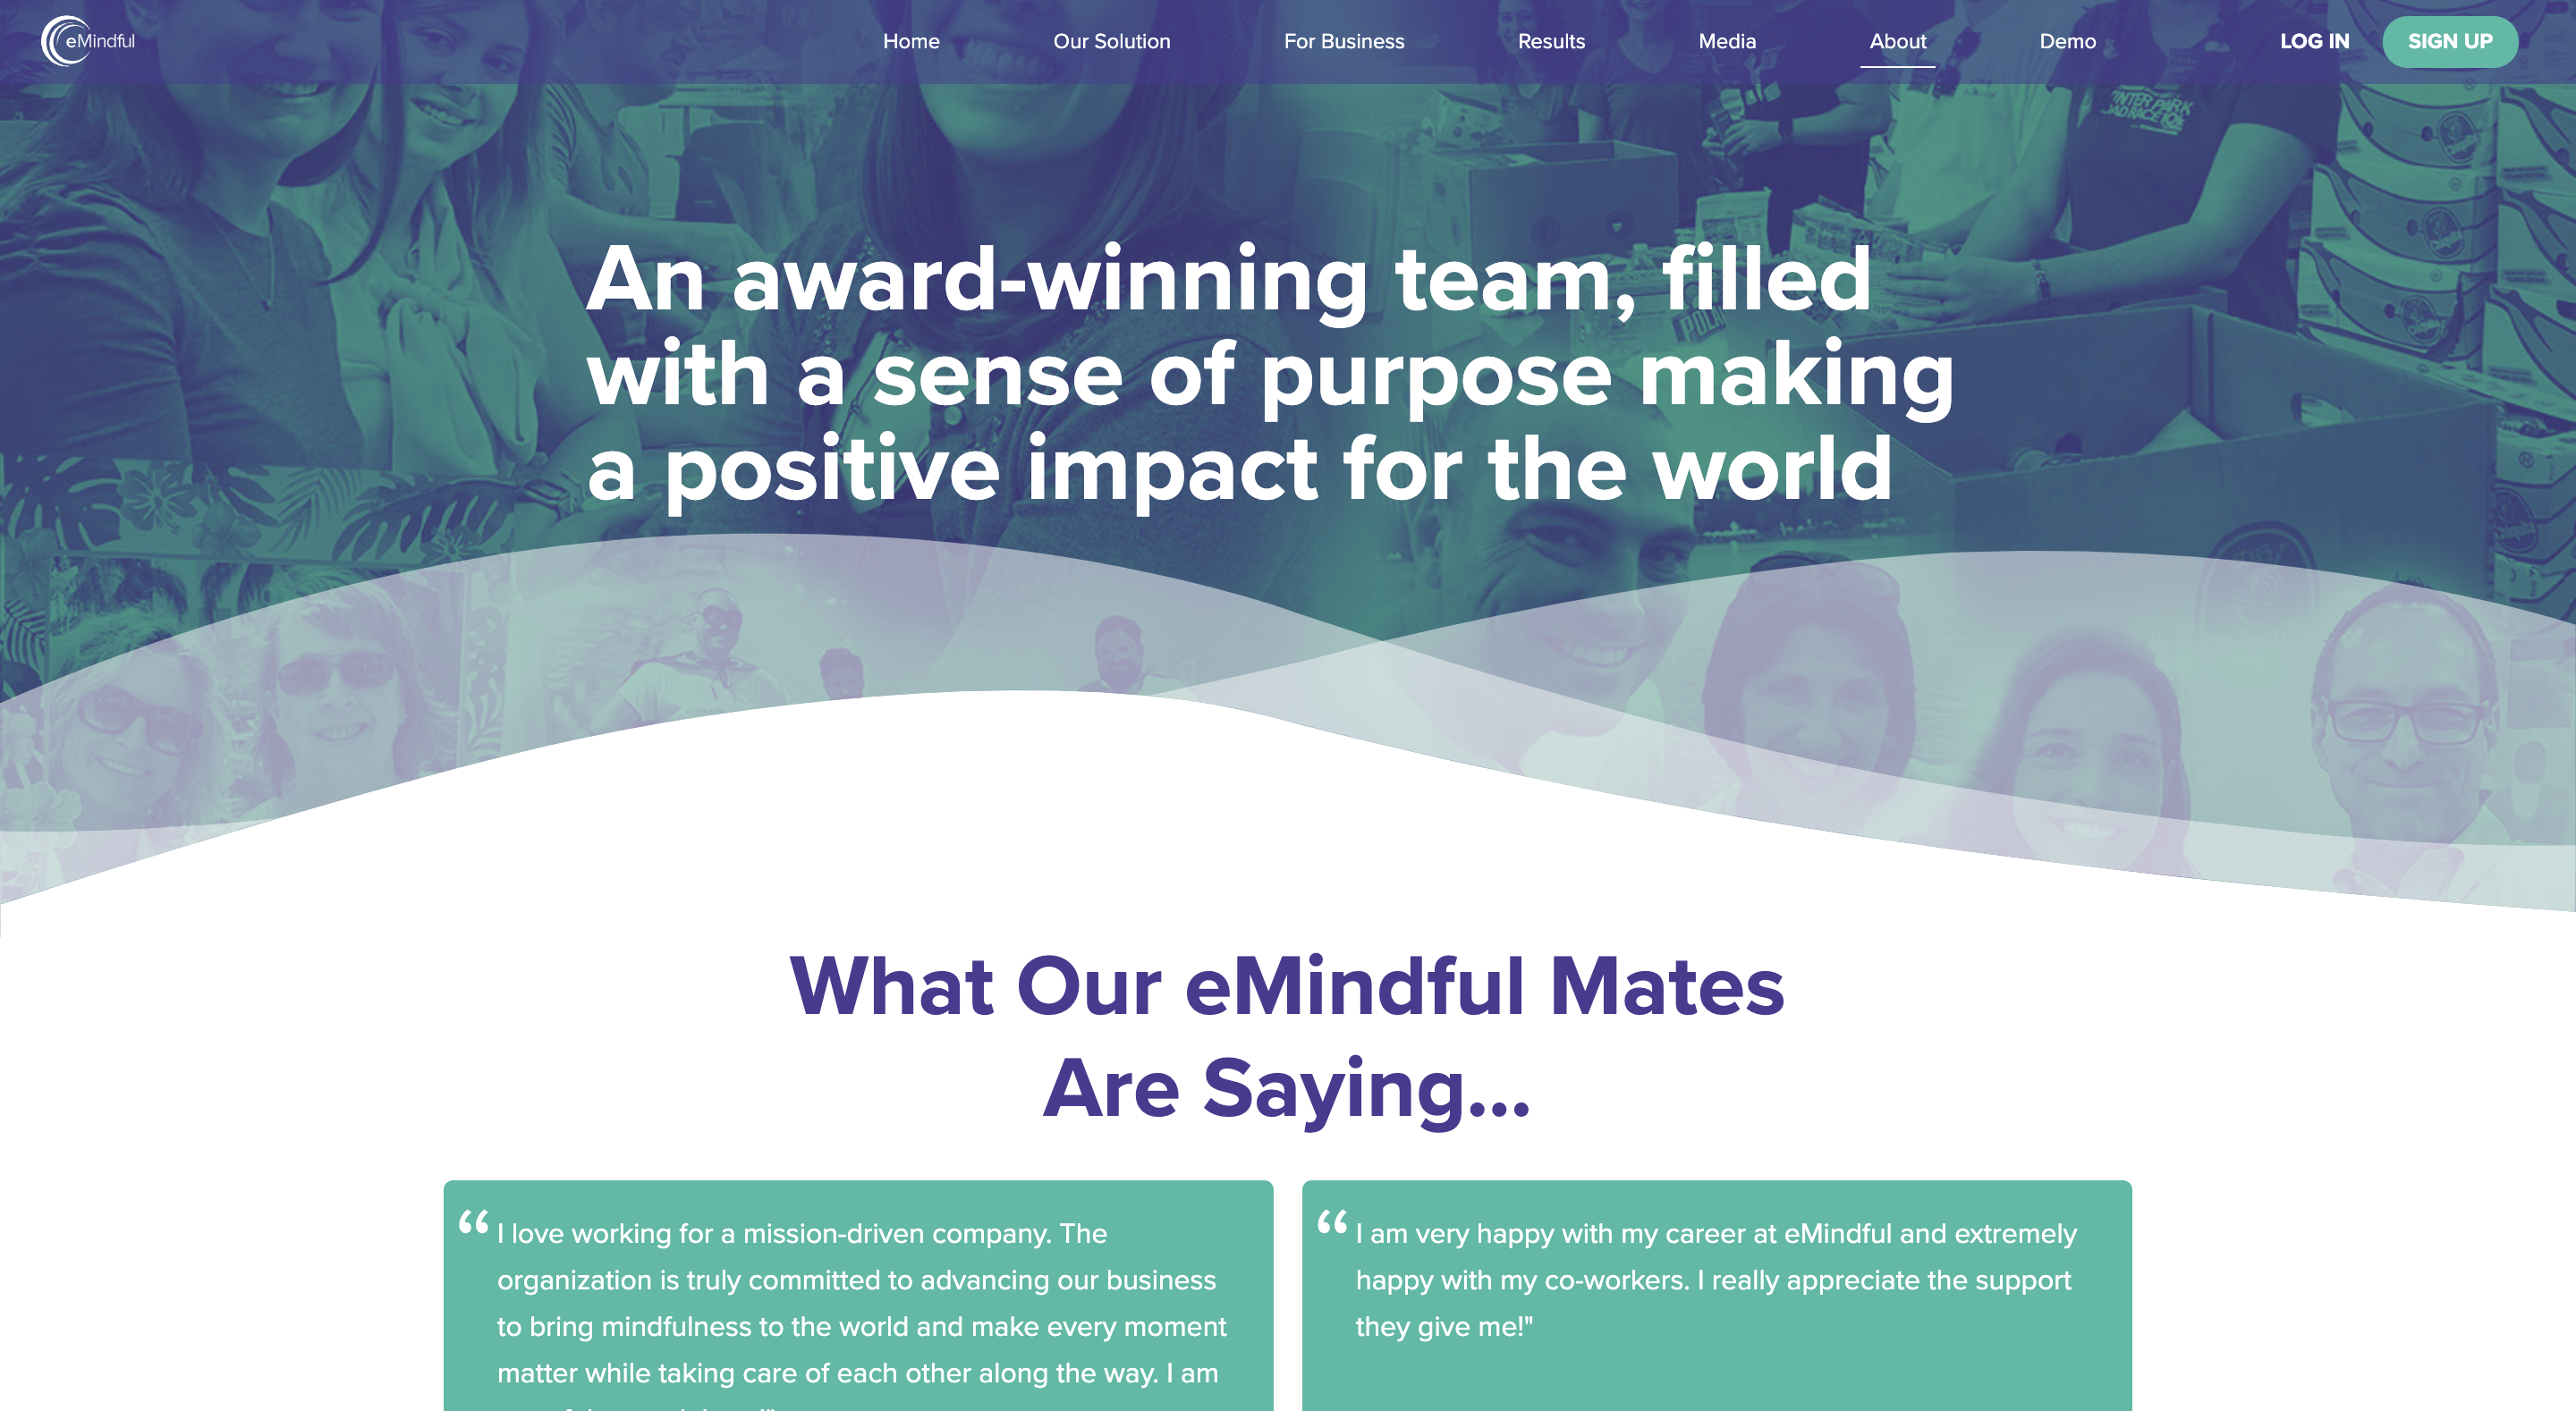 eMindful
Home
Our Solution
For Business
Results
Media
About
Demo
LOG IN
SIGN UP
An award-winning team, filled
with a sense of purpose making
a positive impact for the world
What Our eMindful Mates
Are Saying...
“ I love working for a mission-driven company. The
organization is truly committed to advancing our business
to bring mindfulness to the world and make every moment
matter while taking care of each other along the way. I am
“ I am very happy with my career at eMindful and extremely
happy with my co-workers. I really appreciate the support
they give me!"